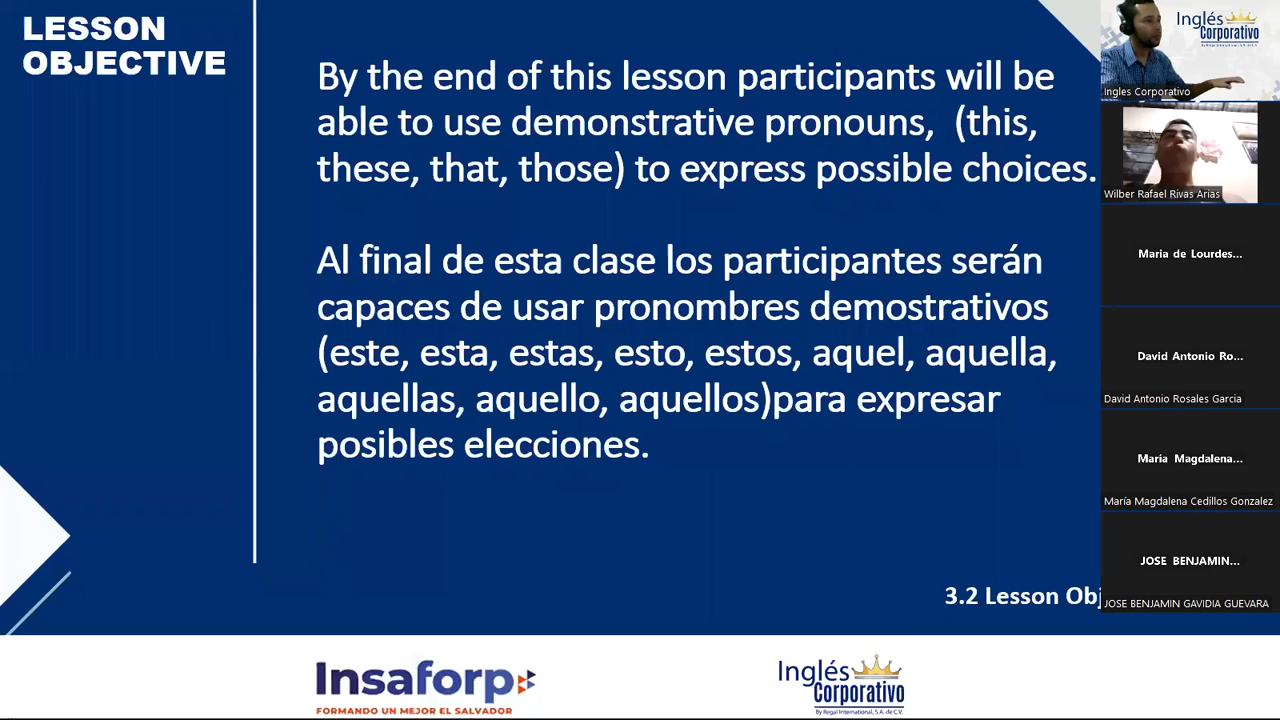 LESSON
OBJECTIVE
By the end of this lesson participants will be
able to use demonstrative pronouns, (this,
these, that, those) to express possible choices.
Al final de esta clase los participantes serán
capaces de usar pronombres demostrativos
(este, esta, estas, esto, estos, aquel, aquella,
aquellas, aquello, aquellos)para expresar
posibles elecciones.
3.2 Lesson Obj
Insaforp
FORMANDO UN MEJOR EL SALVADOR
Inglés
Corporativo
By Regal International, S.A. de C.V.
Inglés
Corporativo
By Regal International, S.A. de C.V.
Ingles Corporativo
Wilber Rafael Rivas Arias
Maria de Lourdes...
David Antonio Ro...
David Antonio Rosales Garcia
Maria Magdalena...
María Magdalena Cedillos Gonzalez
JOSE BENJAMIN...
JOSE BENJAMIN GAVIDIA GUEVARA